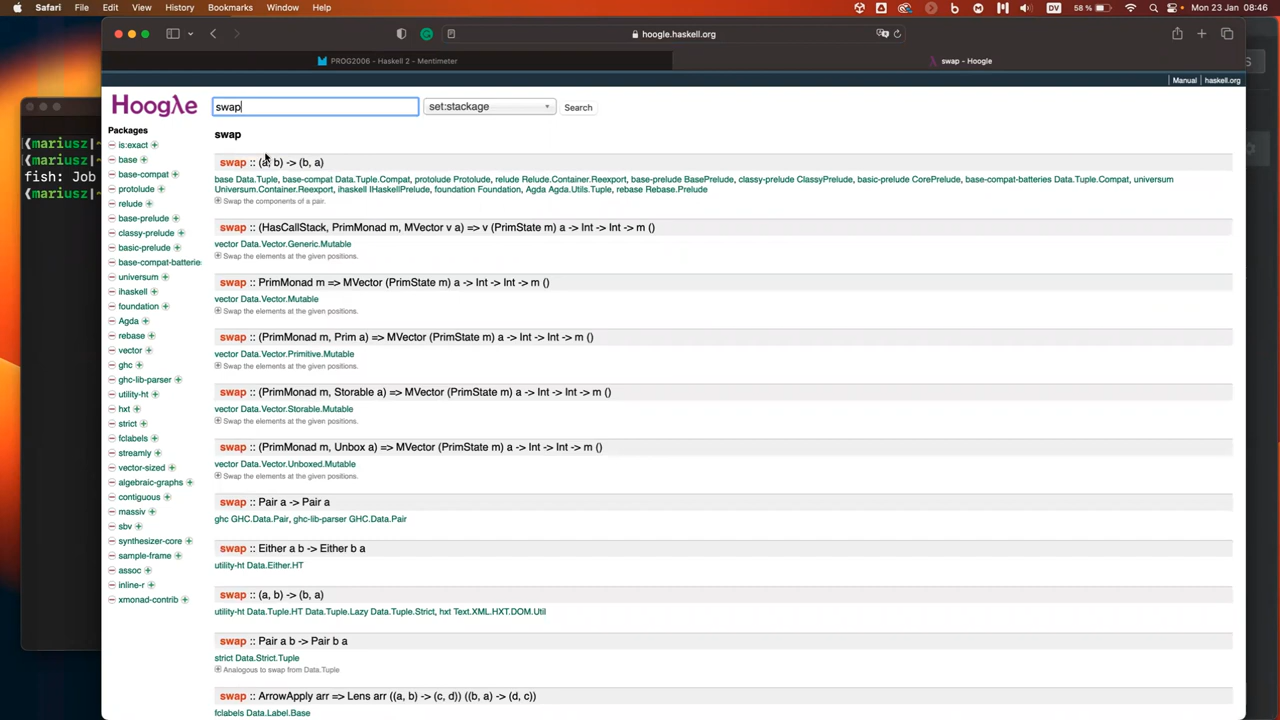 Safari File Edit View History Bookmarks Window Help DV 58 % Mon 23 Jan 08:46
hoogle.haskell.org
PROG2006 - Haskell 2 - Mentimeter swap - Hoogle
Manual haskell.org
Hoogλe swap set:stackage Search
Packages
is:exact
base
base-compat
protolude
relude
base-prelude
classy-prelude
basic-prelude
base-compat-batteries
universum
ihaskell
foundation
Agda
rebase
vector
ghc
ghc-lib-parser
utility-ht
hxt
strict
fclabels
streamly
vector-sized
algebraic-graphs
contiguous
massiv
sbv
synthesizer-core
sample-frame
assoc
inline-r
xmonad-contrib
swap
swap :: (a, b) -> (b, a)
base Data.Tuple, base-compat Data.Tuple.Compat, protolude Protolude, relude Relude.Container.Reexport, base-prelude BasePrelude, classy-prelude ClassyPrelude, basic-prelude CorePrelude, base-compat-batteries Data.Tuple.Compat, universum
Universum.Container.Reexport, ihaskell IHaskellPrelude, foundation Foundation, Agda Agda.Utils.Tuple, rebase Rebase.Prelude
Swap the components of a pair.
swap :: (HasCallStack, PrimMonad m, MVector v a) => v (PrimState m) a -> Int -> Int -> m ()
vector Data.Vector.Generic.Mutable
Swap the elements at the given positions.
swap :: PrimMonad m => MVector (PrimState m) a -> Int -> Int -> m ()
vector Data.Vector.Mutable
Swap the elements at the given positions.
swap :: (PrimMonad m, Prim a) => MVector (PrimState m) a -> Int -> Int -> m ()
vector Data.Vector.Primitive.Mutable
Swap the elements at the given positions.
swap :: (PrimMonad m, Storable a) => MVector (PrimState m) a -> Int -> Int -> m ()
vector Data.Vector.Storable.Mutable
Swap the elements at the given positions.
swap :: (PrimMonad m, Unbox a) => MVector (PrimState m) a -> Int -> Int -> m ()
vector Data.Vector.Unboxed.Mutable
Swap the elements at the given positions.
swap :: Pair a -> Pair a
ghc GHC.Data.Pair, ghc-lib-parser GHC.Data.Pair
swap :: Either a b -> Either b a
utility-ht Data.Either.HT
swap :: (a, b) -> (b, a)
utility-ht Data.Tuple.HT Data.Tuple.Lazy Data.Tuple.Strict, hxt Text.XML.HXT.DOM.Util
swap :: Pair a b -> Pair b a
strict Data.Strict.Tuple
Analogous to swap from Data.Tuple
swap :: ArrowApply arr => Lens arr ((a, b) -> (c, d)) ((b, a) -> (d, c))
fclabels Data.Label.Base
❮mariusz|
❮mariusz|
fish: Job
❮mariusz|